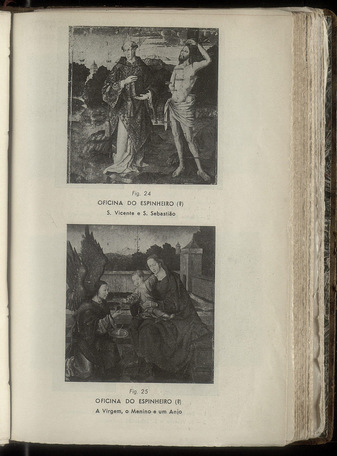 Fig. 24
OFICINA DO ESPINHEIRO (?)
S. Vicente e S. Sebastião
Fig. 25
OFICINA DO ESPINHEIRO (?)
A Virgem, o Menino e um Anjo